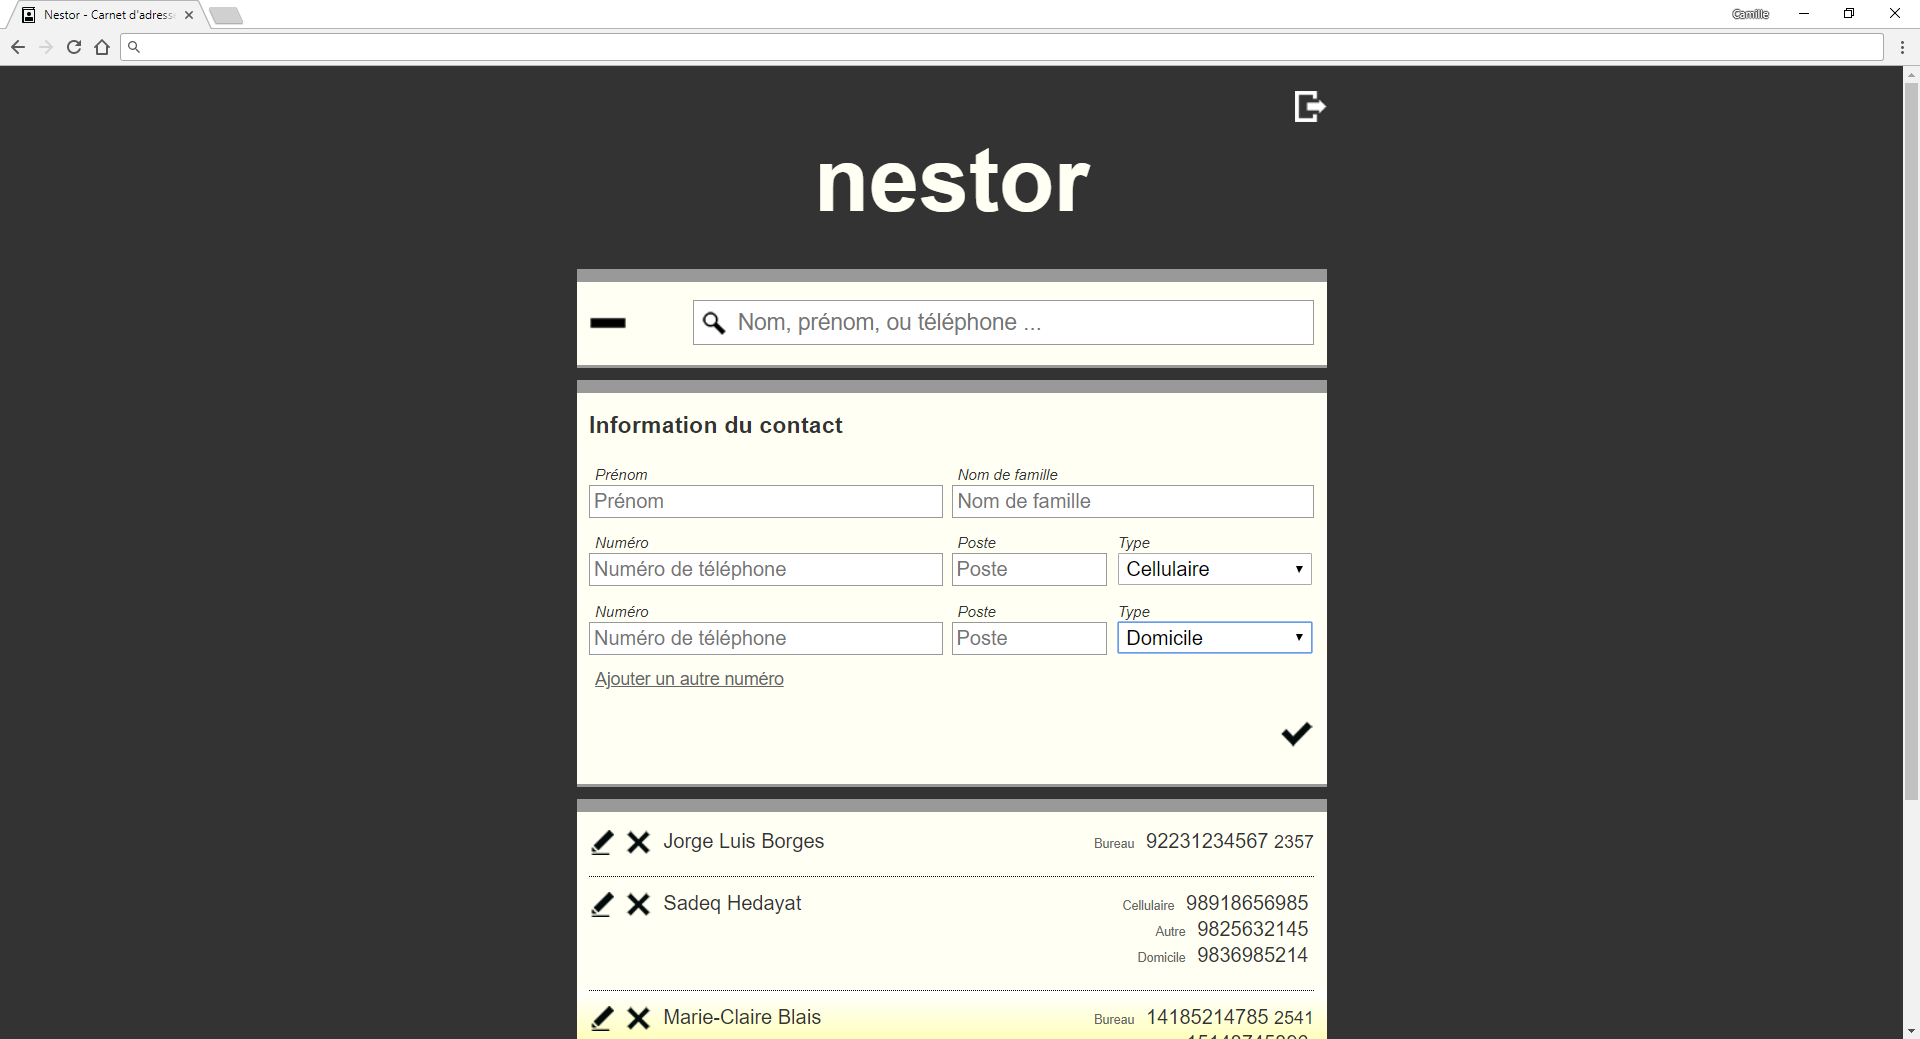 Nestor - Carnet d'adress
Camille
nestor
Nom, prénom, ou téléphone ...
Information du contact
Prénom Nom de famille
Prénom Nom de famille
Numéro Poste Type
Numéro de téléphone Poste Cellulaire
Numéro Poste Type
Numéro de téléphone Poste Domicile
Ajouter un autre numéro
Jorge Luis Borges Bureau 92231234567 2357
Sadeq Hedayat Cellulaire 98918656985
Autre 9825632145
Domicile 9836985214
Marie-Claire Blais Bureau 14185214785 2541